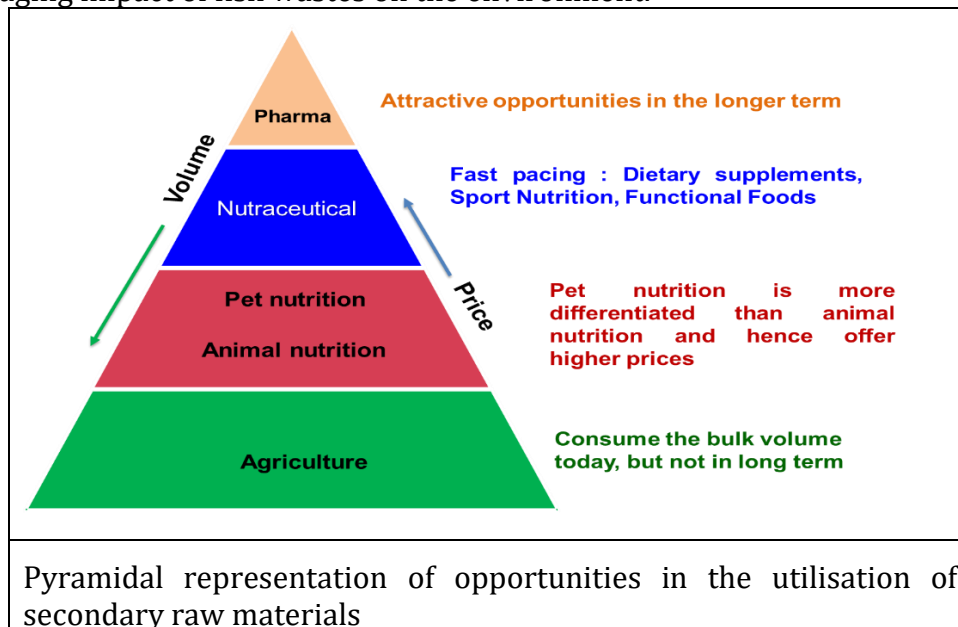 Pharma
Attractive opportunities in the longer term
Volume
Fast pacing : Dietary supplements,
Sport Nutrition, Functional Foods
Nutraceutical
Price
Pet nutrition
Animal nutrition
Pet nutrition is more
differentiated than animal
nutrition and hence offer
higher prices
Agriculture
Consume the bulk volume
today, but not in long term
Pyramidal representation of opportunities in the utilisation of
secondary raw materials